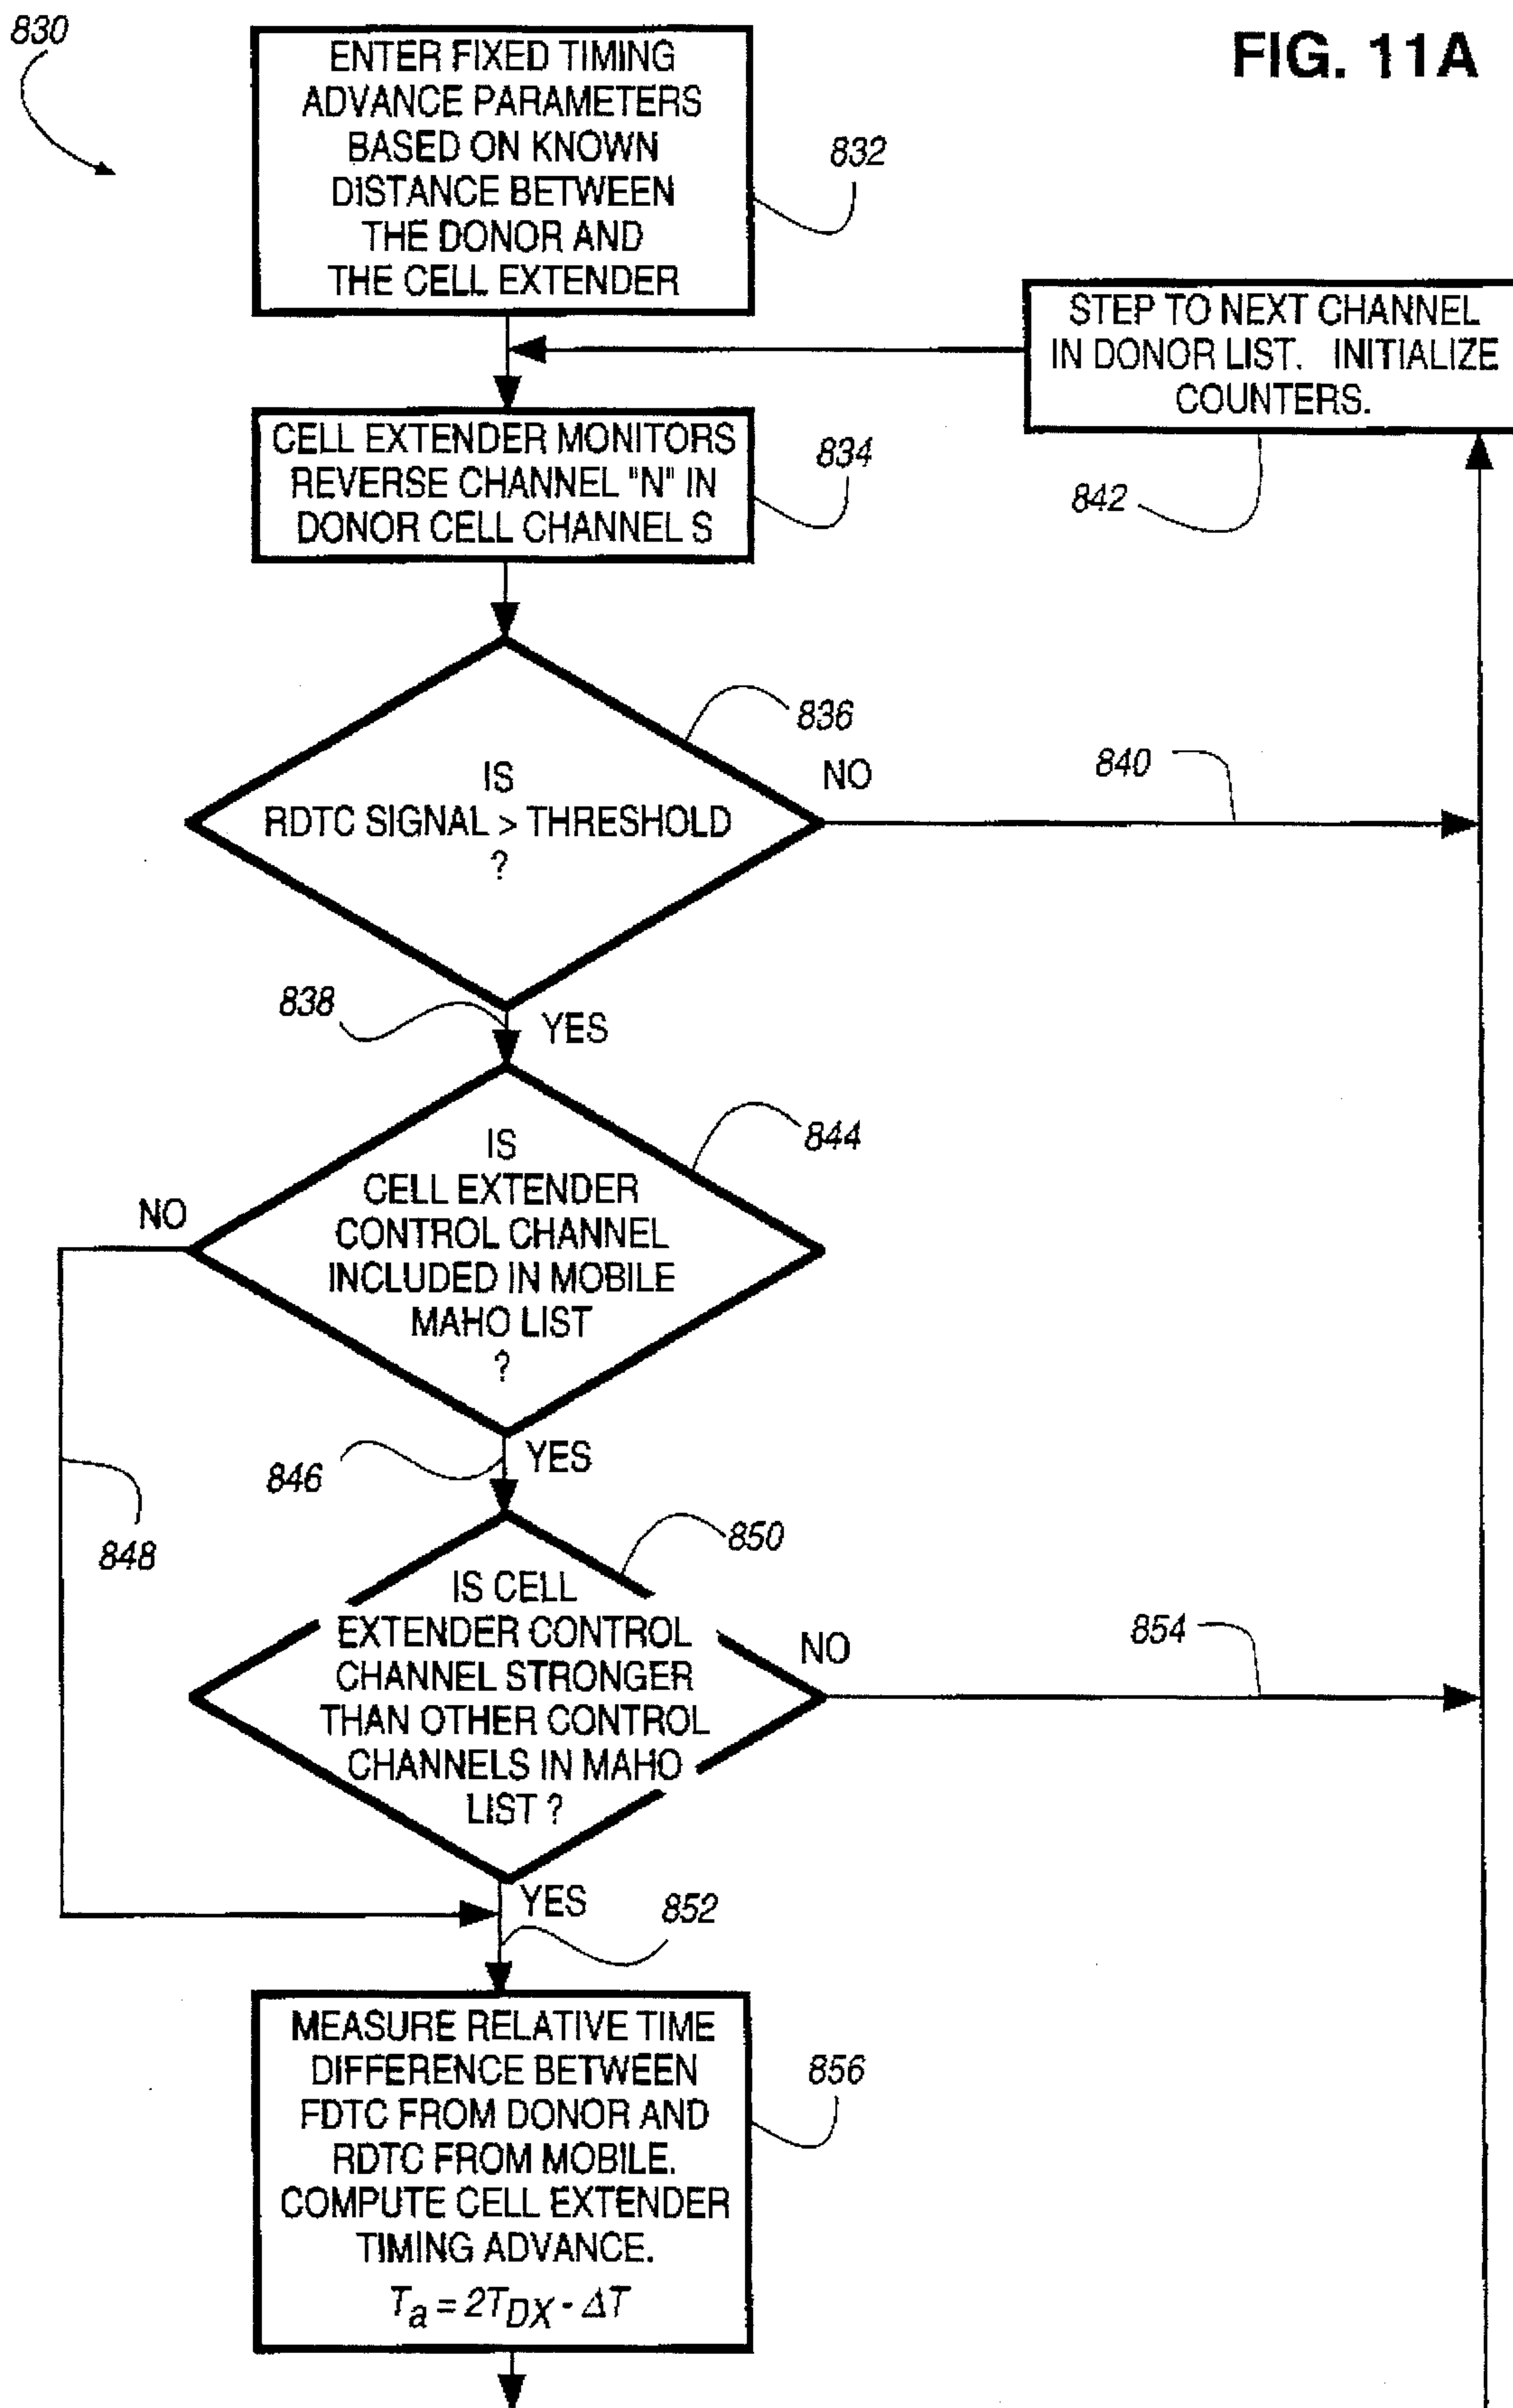 830
FIG. 11A
ENTER FIXED TIMING
ADVANCE PARAMETERS
BASED ON KNOWN
DISTANCE BETWEEN
THE DONOR AND
THE CELL EXTENDER
832
STEP TO NEXT CHANNEL
IN DONOR LIST. INITIALIZE
COUNTERS.
842
CELL EXTENDER MONITORS
REVERSE CHANNEL "N" IN
DONOR CELL CHANNEL S
834
IS
RDTC SIGNAL > THRESHOLD
?
836
NO
840
838
YES
IS
CELL EXTENDER
CONTROL CHANNEL
INCLUDED IN MOBILE
MAHO LIST
?
844
NO
848
846
YES
IS CELL
EXTENDER CONTROL
CHANNEL STRONGER
THAN OTHER CONTROL
CHANNELS IN MAHO
LIST ?
850
NO
854
YES
852
MEASURE RELATIVE TIME
DIFFERENCE BETWEEN
FDTC FROM DONOR AND
RDTC FROM MOBILE.
COMPUTE CELL EXTENDER
TIMING ADVANCE.
Ta = 2TDX - ΔT
856